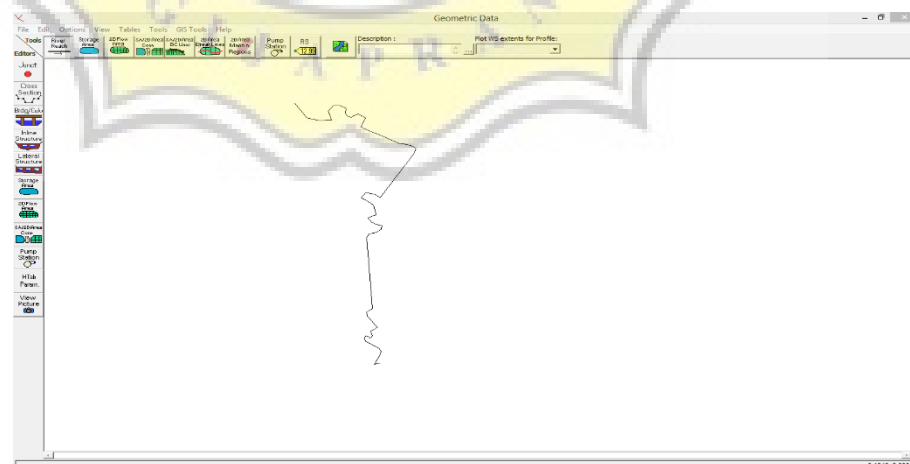 Geometric Data
File Edit Options View Tables Tools GIS Tools Help
Tools
Editors
River
Reach
Storage
Area
2D Flow
Area
SA/2D Area
Conn
SA/2D Area
BC Lines
2D Area
Break Lines
2D Area
Mann n
Regions
Pump
Station
RS
Description :
Plot WS extents for Profile:
Junct
Cross
Section
Brdg/Culv
Inline
Structure
Lateral
Structure
Storage
Area
2D Flow
Area
SA/2D Area
Conn
Pump
Station
HTab
Param.
View
Picture